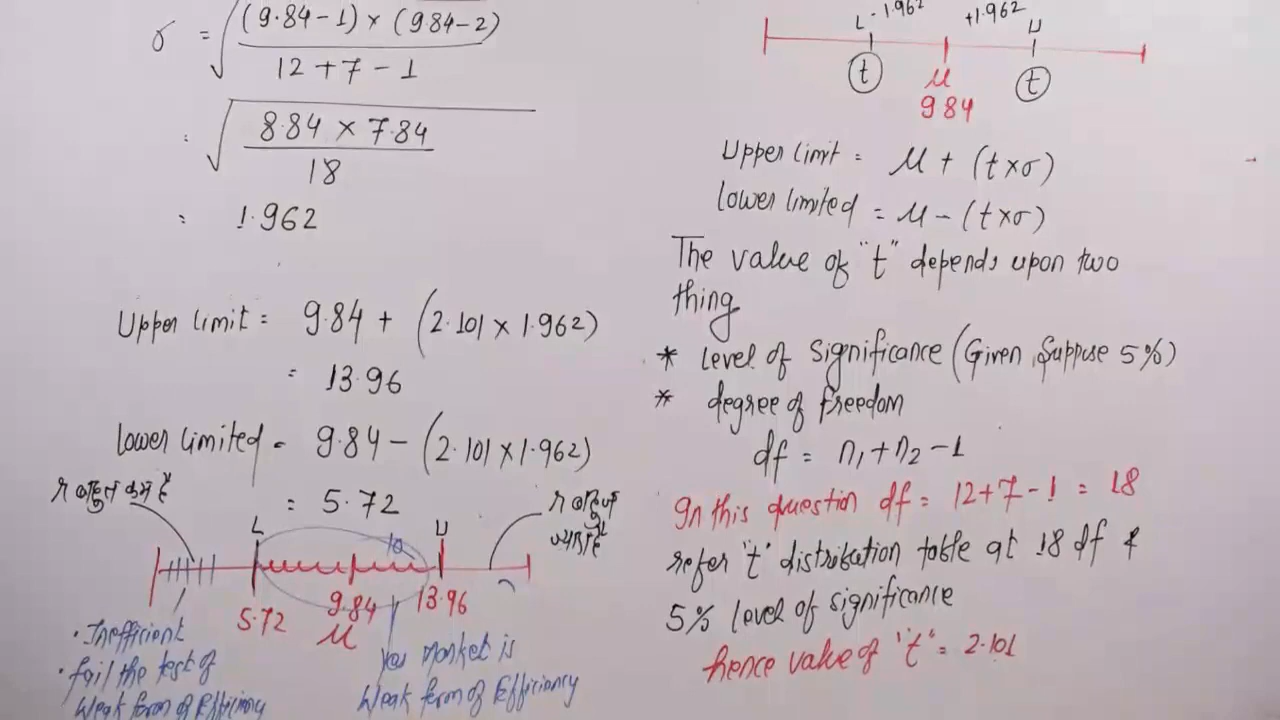 σ = √ (9.84-1) × (9.84-2)
12 + 7 - 1
= √ 8.84 × 7.84
18
= 1.962
Upper limit = 9.84 + (2.101 × 1.962)
= 13.96
lower limited = 9.84 - (2.101 × 1.962)
= 5.72
r बहुत कम है
r बहुत
L
10
U
5.72
9.84
13.96
μ
• Inefficient
• fail the test of
weak form of Efficiency
Yes Market is
Weak form of Efficiency
L
-1.962
+1.962
U
t
μ
t
9.84
Upper limit = μ + (t×σ)
lower limited = μ - (t×σ)
The value of "t" depends upon two
thing
* level of significance (Given, Suppose 5%)
* degree of freedom
df = n₁ + n₂ - 1
In this question df = 12+7-1 = 18
refer 't' distribution table at 18 df &
5% level of significance
hence value of "t" = 2.101